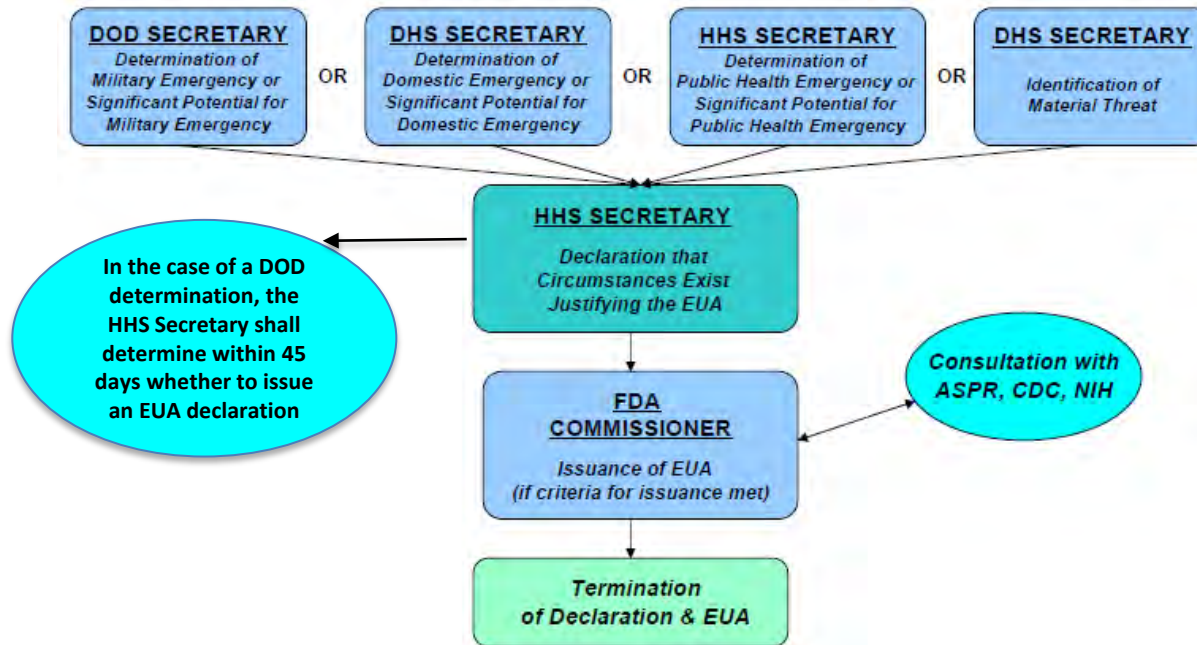 DOD SECRETARY
Determination of
Military Emergency or
Significant Potential for
Military Emergency
OR
DHS SECRETARY
Determination of
Domestic Emergency or
Significant Potential for
Domestic Emergency
OR
HHS SECRETARY
Determination of
Public Health Emergency or
Significant Potential for
Public Health Emergency
OR
DHS SECRETARY
Identification of
Material Threat
HHS SECRETARY
Declaration that
Circumstances Exist
Justifying the EUA
In the case of a DOD
determination, the
HHS Secretary shall
determine within 45
days whether to issue
an EUA declaration
FDA
COMMISSIONER
Issuance of EUA
(if criteria for issuance met)
Consultation with
ASPR, CDC, NIH
Termination
of Declaration & EUA